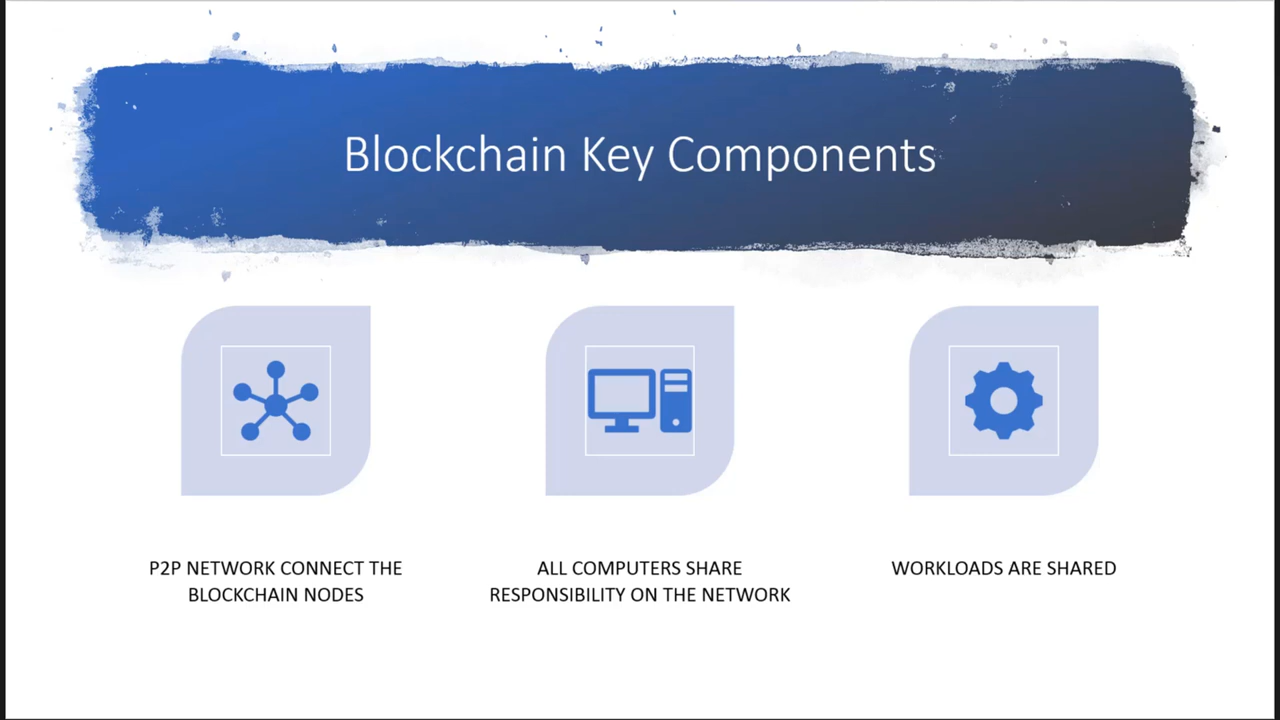 Blockchain Key Components
P2P NETWORK CONNECT THE
BLOCKCHAIN NODES
ALL COMPUTERS SHARE
RESPONSIBILITY ON THE NETWORK
WORKLOADS ARE SHARED